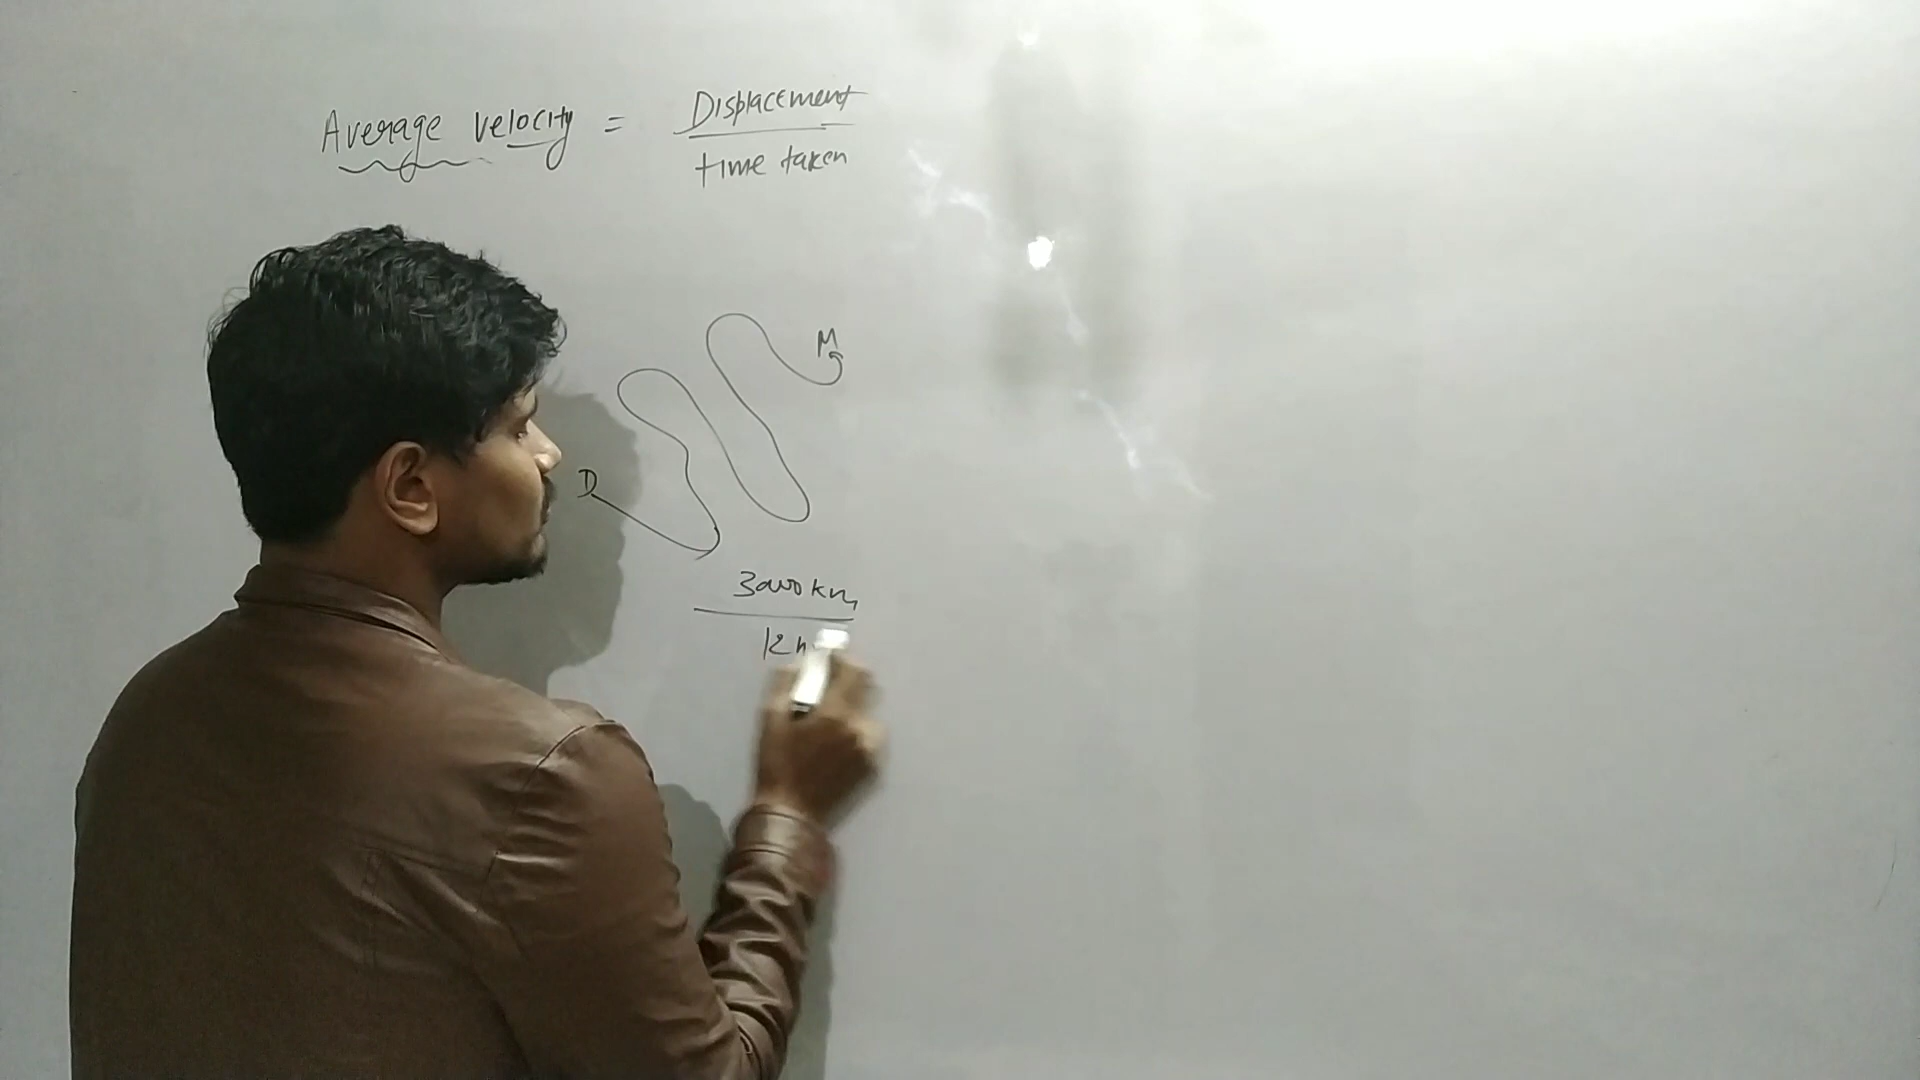 Average velocity = Displacement
time taken
M
D
3000 km
12 h